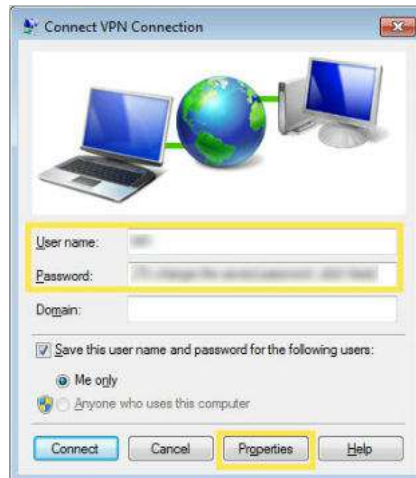 Connect VPN Connection
User name:
Password:
Domain:
Save this user name and password for the following users:
Me only
Anyone who uses this computer
Connect Cancel Properties Help